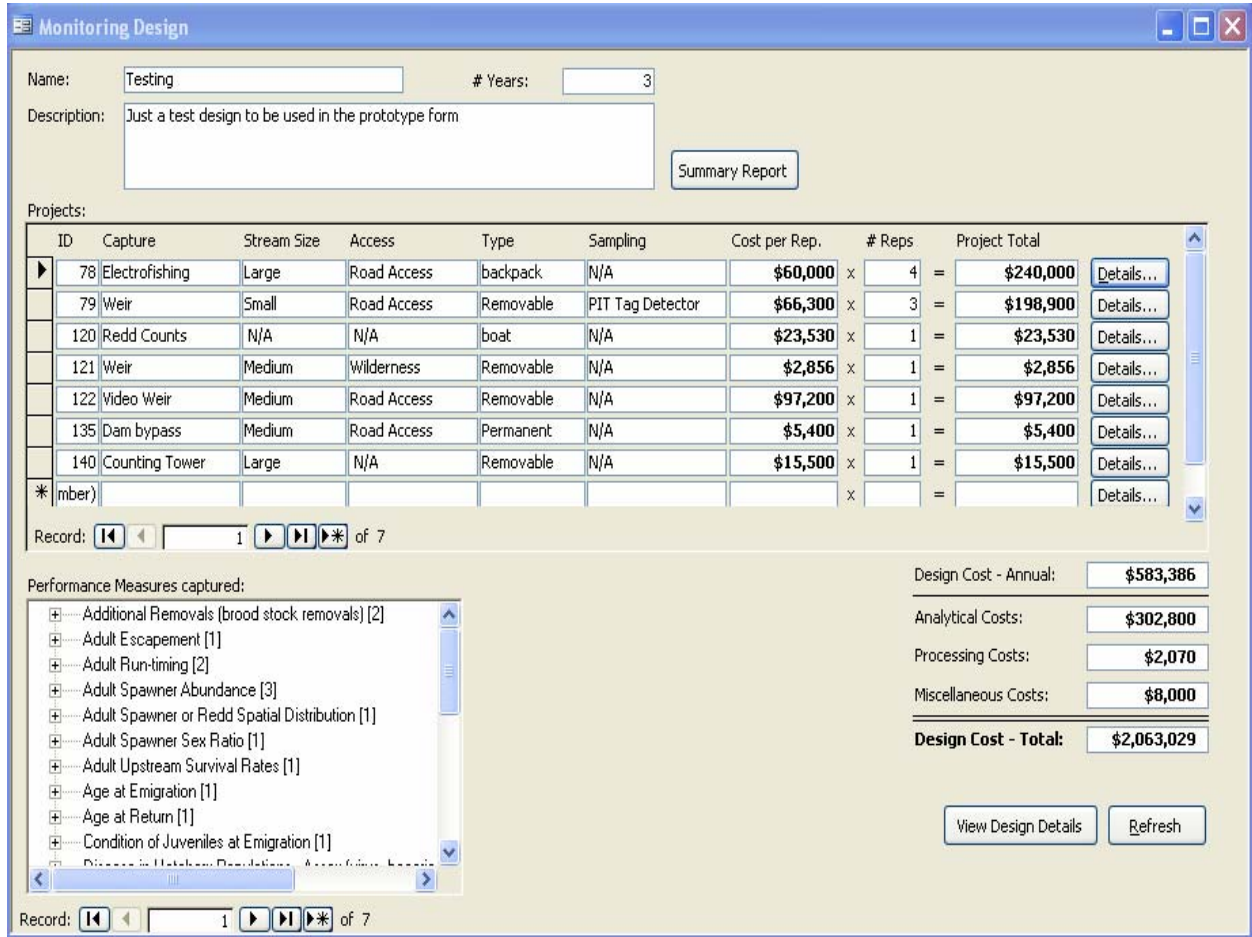 Monitoring Design
Name: Testing # Years: 3
Description: Just a test design to be used in the prototype form
Summary Report
Projects:
ID Capture Stream Size Access Type Sampling Cost per Rep. # Reps Project Total
78 Electrofishing Large Road Access backpack N/A $60,000 x 4 = $240,000 Details...
79 Weir Small Road Access Removable PIT Tag Detector $66,300 x 3 = $198,900 Details...
120 Redd Counts N/A N/A boat N/A $23,530 x 1 = $23,530 Details...
121 Weir Medium Wilderness Removable N/A $2,856 x 1 = $2,856 Details...
122 Video Weir Medium Road Access Removable N/A $97,200 x 1 = $97,200 Details...
135 Dam bypass Medium Road Access Permanent N/A $5,400 x 1 = $5,400 Details...
140 Counting Tower Large N/A Removable N/A $15,500 x 1 = $15,500 Details...
* mber) x = Details...
Record: 1 of 7
Performance Measures captured:
Additional Removals (brood stock removals) [2]
Adult Escapement [1]
Adult Run-timing [2]
Adult Spawner Abundance [3]
Adult Spawner or Redd Spatial Distribution [1]
Adult Spawner Sex Ratio [1]
Adult Upstream Survival Rates [1]
Age at Emigration [1]
Age at Return [1]
Condition of Juveniles at Emigration [1]
Design Cost - Annual: $583,386
Analytical Costs: $302,800
Processing Costs: $2,070
Miscellaneous Costs: $8,000
Design Cost - Total: $2,063,029
View Design Details Refresh
Record: 1 of 7